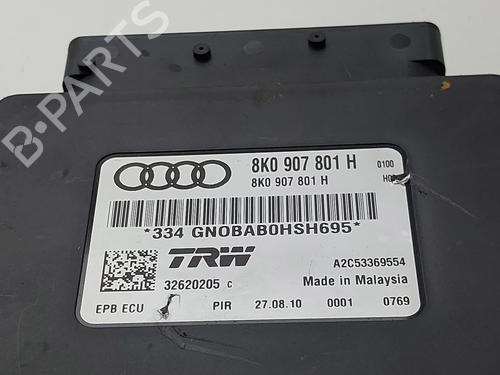 B-PARTS
8K0 907 801 H 0100
8K0 907 801 H
*334 GNOBAB0HSH695*
TRW
A2C53369554
32620205 C Made in Malaysia
EPB ECU PIR 27.08.10 0001 0769